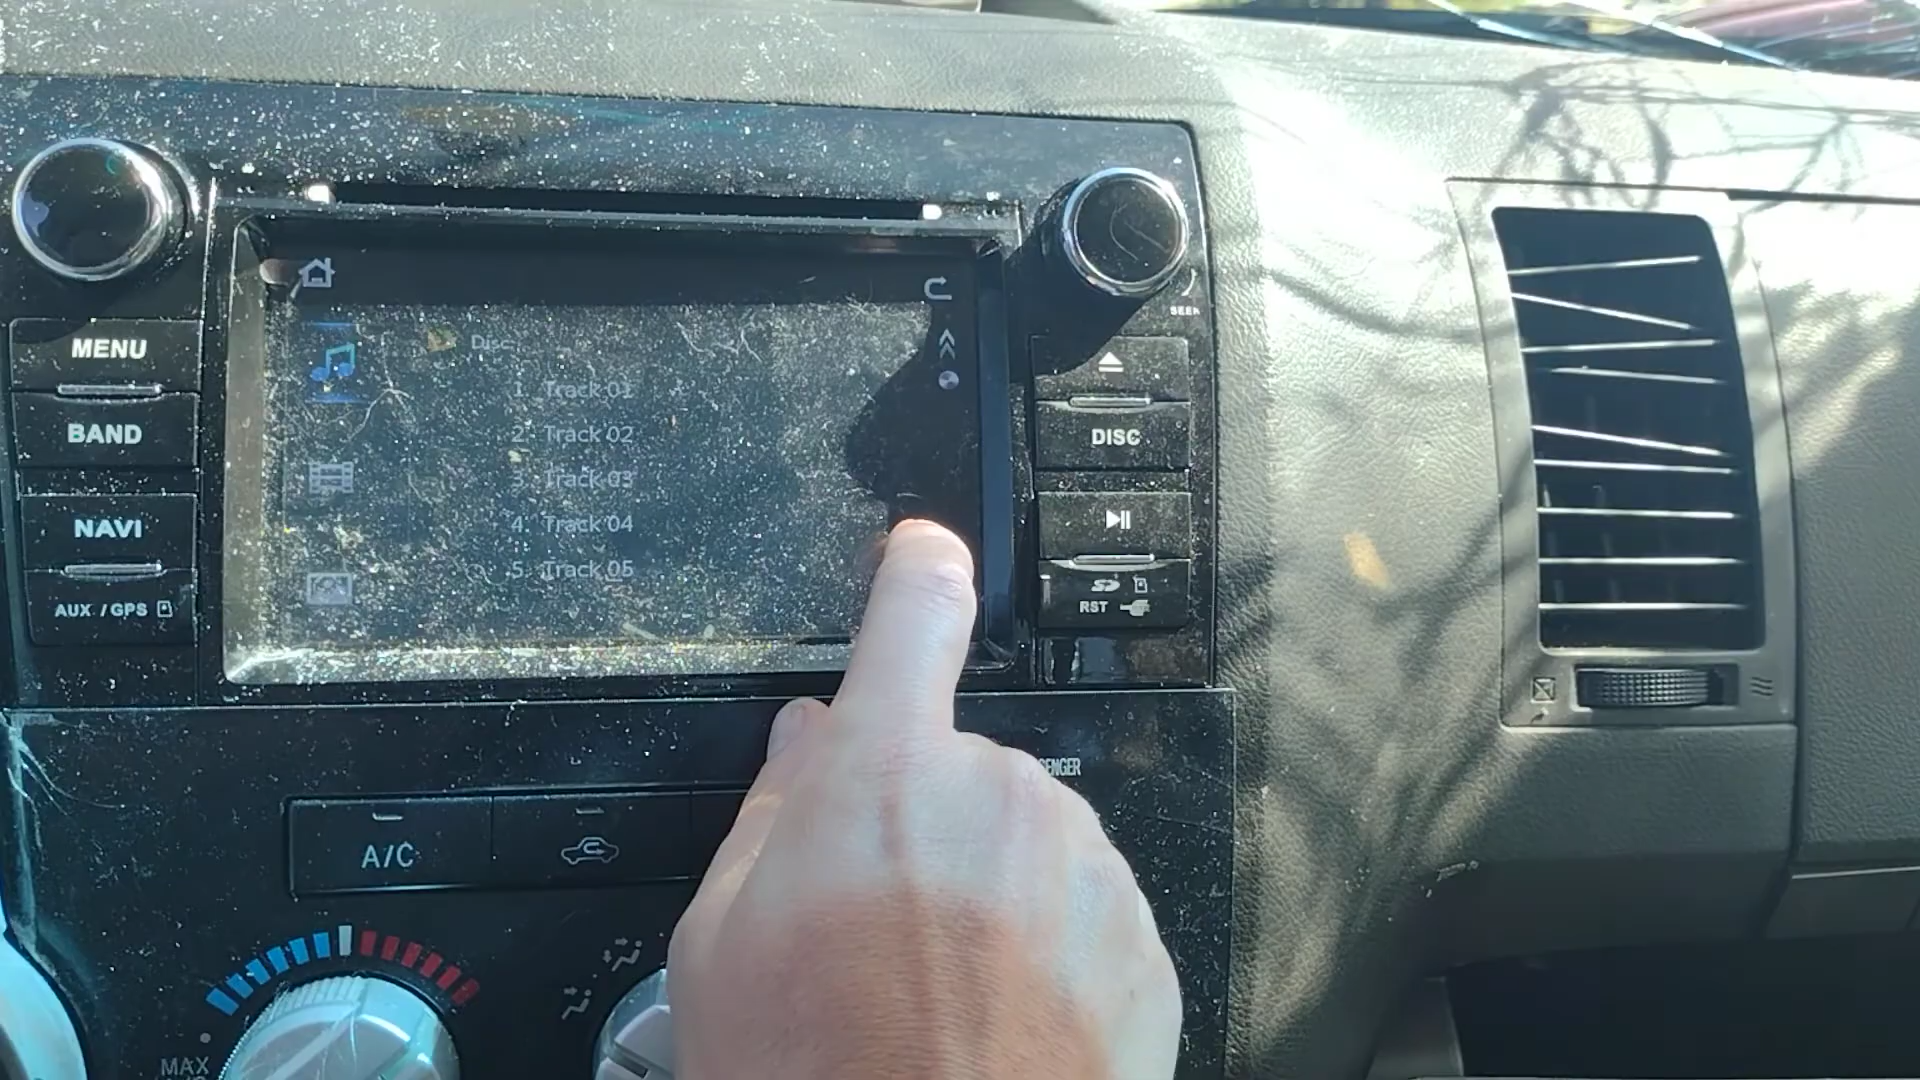 MENU
BAND
NAVI
AUX / GPS
Disc
1. Track 01
2. Track 02
3. Track 03
4. Track 04
5. Track 05
SEEK
DISC
RST
A/C
MAX